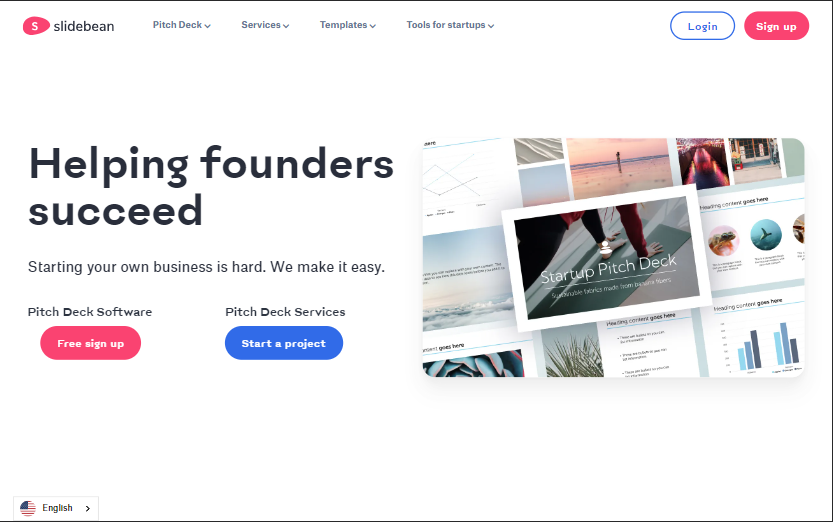 S slidebean
Pitch Deck
Services
Templates
Tools for startups
Login
Sign up
Helping founders
succeed
Starting your own business is hard. We make it easy.
Pitch Deck Software
Free sign up
Pitch Deck Services
Start a project
here
Heading content goes here
Startup Pitch Deck
Sustainable fabrics made from banana fibers
Heading content goes here
Heading content goes here
goes here
English